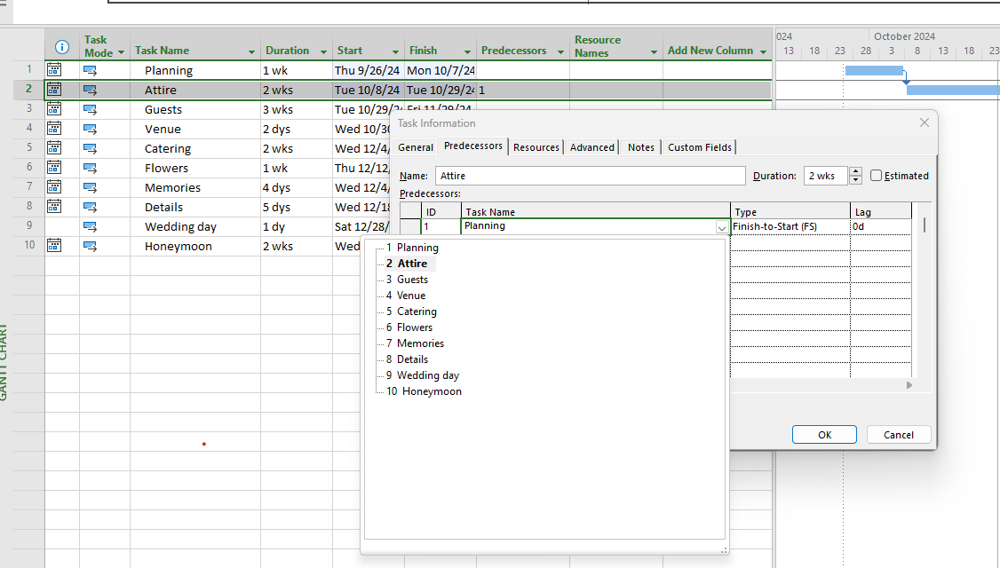 024
October 2024
13 18 23 28 3 8 13 18 23
Task Mode
Task Name
Duration
Start
Finish
Predecessors
Resource Names
Add New Column
1 Planning 1 wk Thu 9/26/24 Mon 10/7/24
2 Attire 2 wks Tue 10/8/24 Tue 10/29/24 1
3 Guests 3 wks Tue 10/29/2 Fri 11/29/24
4 Venue 2 dys Wed 10/30
5 Catering 2 wks Wed 12/4/
6 Flowers 1 wk Thu 12/12/
7 Memories 4 dys Wed 12/4/
8 Details 5 dys Wed 12/18
9 Wedding day 1 dy Sat 12/28/
10 Honeymoon 2 wks Wed
GANTT CHART
Task Information
General Predecessors Resources Advanced Notes Custom Fields
Name: Attire Duration: 2 wks Estimated
Predecessors:
ID Task Name Type Lag
1 Planning Finish-to-Start (FS) 0d
1 Planning
2 Attire
3 Guests
4 Venue
5 Catering
6 Flowers
7 Memories
8 Details
9 Wedding day
10 Honeymoon
OK Cancel